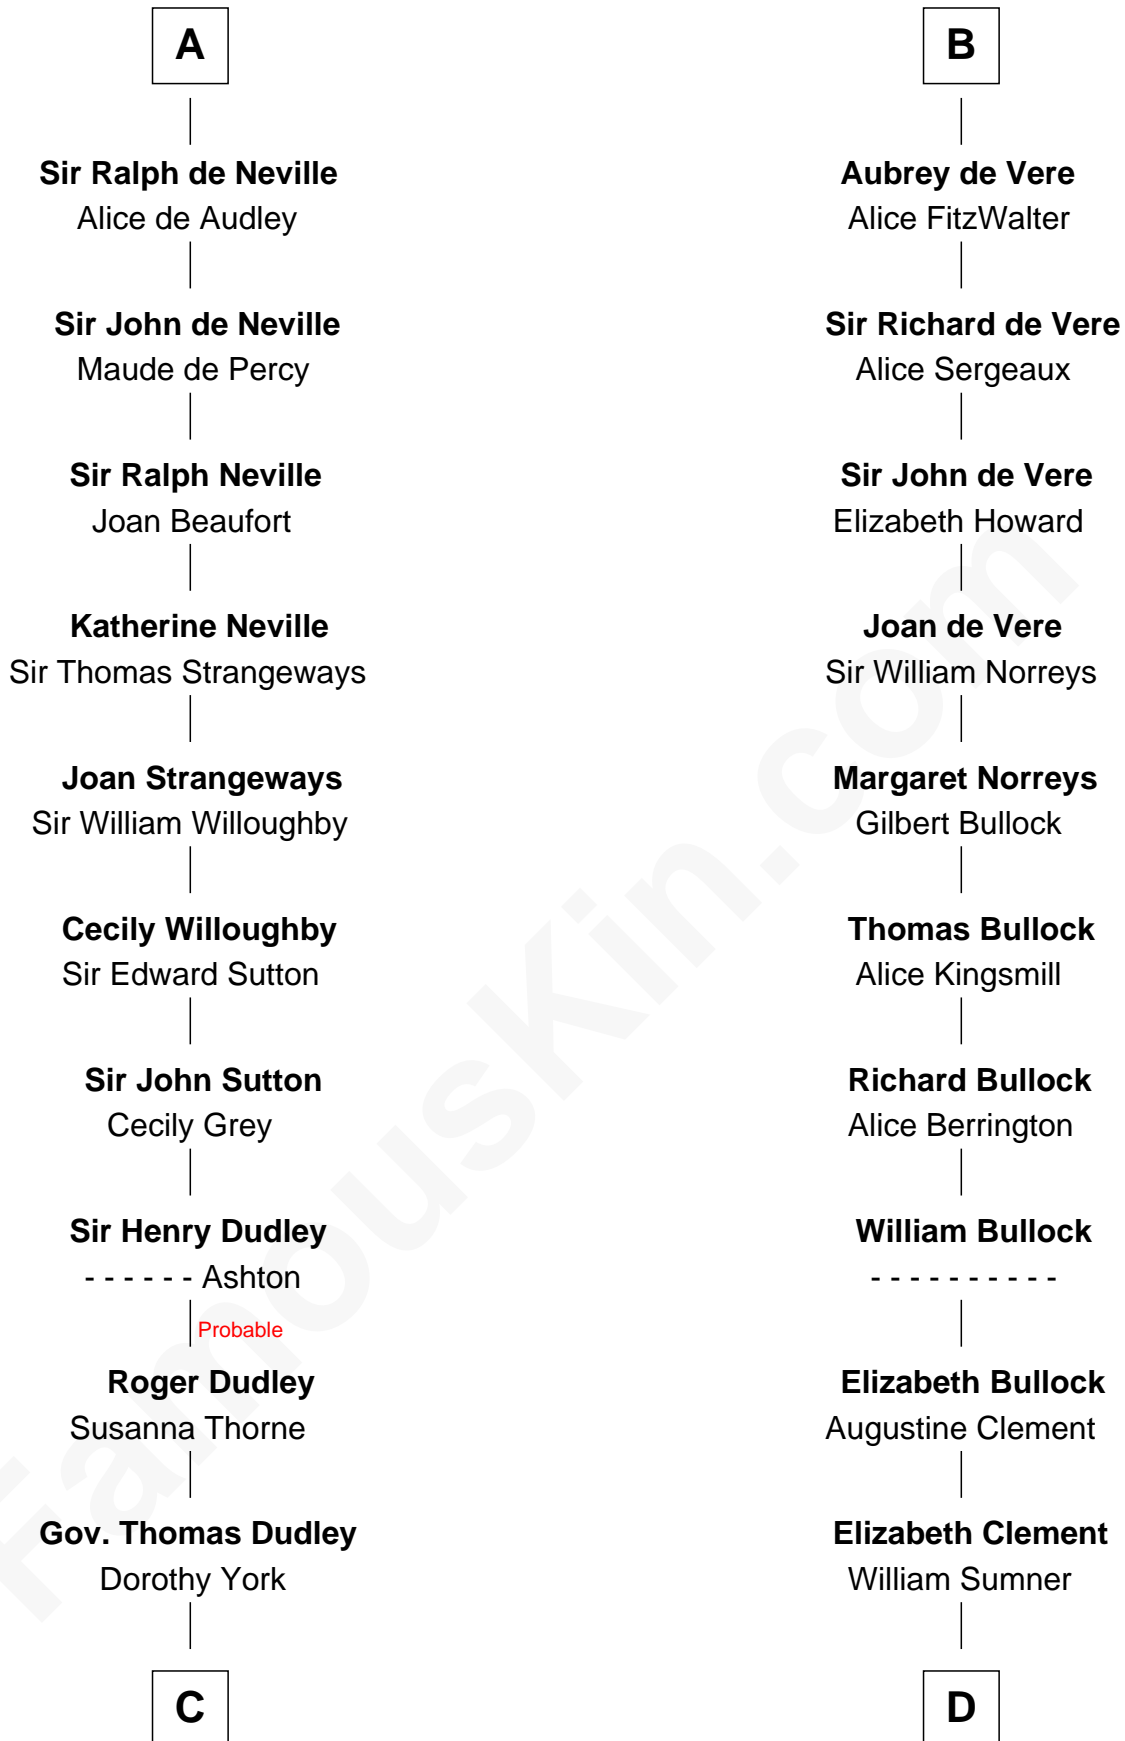 A
Sir Ralph de Neville
Alice de Audley
Sir John de Neville
Maude de Percy
Sir Ralph Neville
Joan Beaufort
Katherine Neville
Sir Thomas Strangeways
Joan Strangeways
Sir William Willoughby
Cecily Willoughby
Sir Edward Sutton
Sir John Sutton
Cecily Grey
Sir Henry Dudley
- - - - - - Ashton
Probable
Roger Dudley
Susanna Thorne
Gov. Thomas Dudley
Dorothy York
C
B
Aubrey de Vere
Alice FitzWalter
Sir Richard de Vere
Alice Sergeaux
Sir John de Vere
Elizabeth Howard
Joan de Vere
Sir William Norreys
Margaret Norreys
Gilbert Bullock
Thomas Bullock
Alice Kingsmill
Richard Bullock
Alice Berrington
William Bullock
- - - - - - - - - -
Elizabeth Bullock
Augustine Clement
Elizabeth Clement
William Sumner
D
FamousKin.com